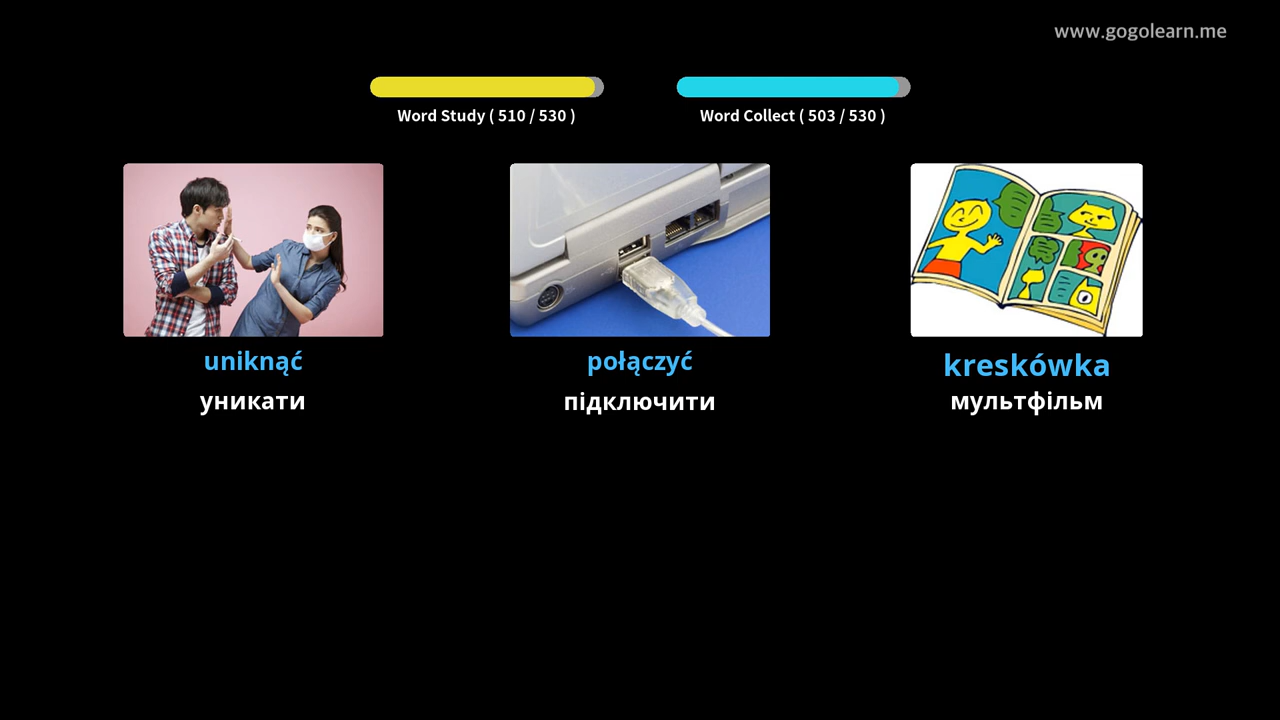 www.gogolearn.me
Word Study ( 510 / 530 )
Word Collect ( 503 / 530 )
uniknąć
połączyć
kreskówka
уникати
підключити
мультфільм